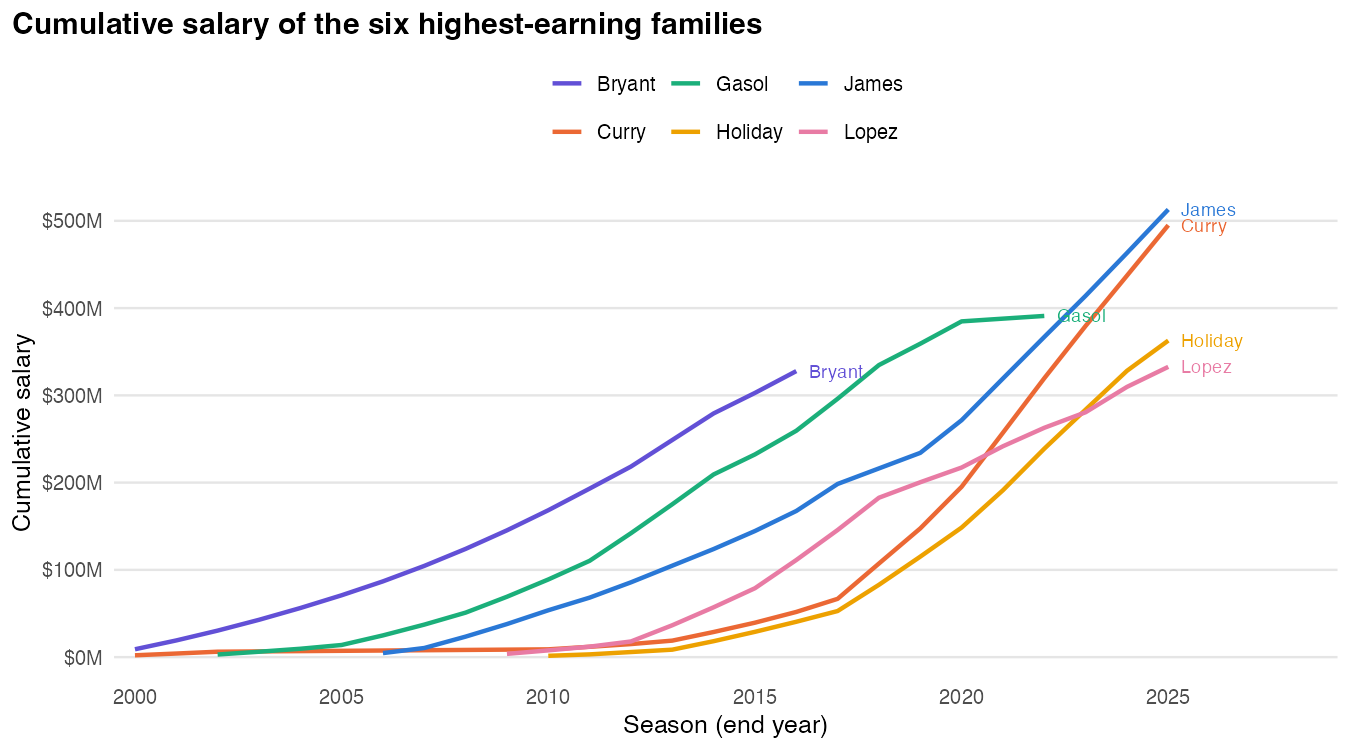 Cumulative salary of the six highest-earning families
Bryant Gasol James
Curry Holiday Lopez
$500M
$400M
$300M
$200M
$100M
$0M
Cumulative salary
James
Curry
Gasol
Holiday
Lopez
Bryant
2000 2005 2010 2015 2020 2025
Season (end year)